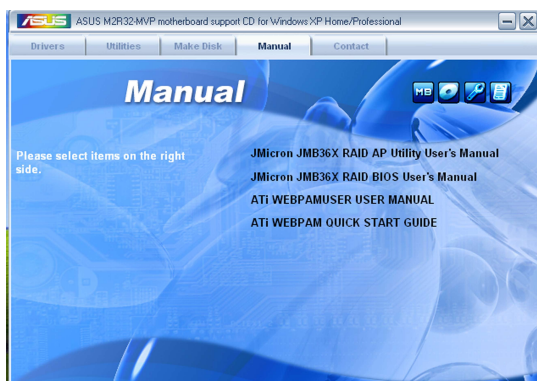 ASUS ASUS M2R32-MVP motherboard support CD for Windows XP Home/Professional
Drivers Utilities Make Disk Manual Contact
Manual
MB
Please select items on the right
side.
JMicron JMB36X RAID AP Utility User's Manual
JMicron JMB36X RAID BIOS User's Manual
ATi WEBPAMUSER USER MANUAL
ATi WEBPAM QUICK START GUIDE